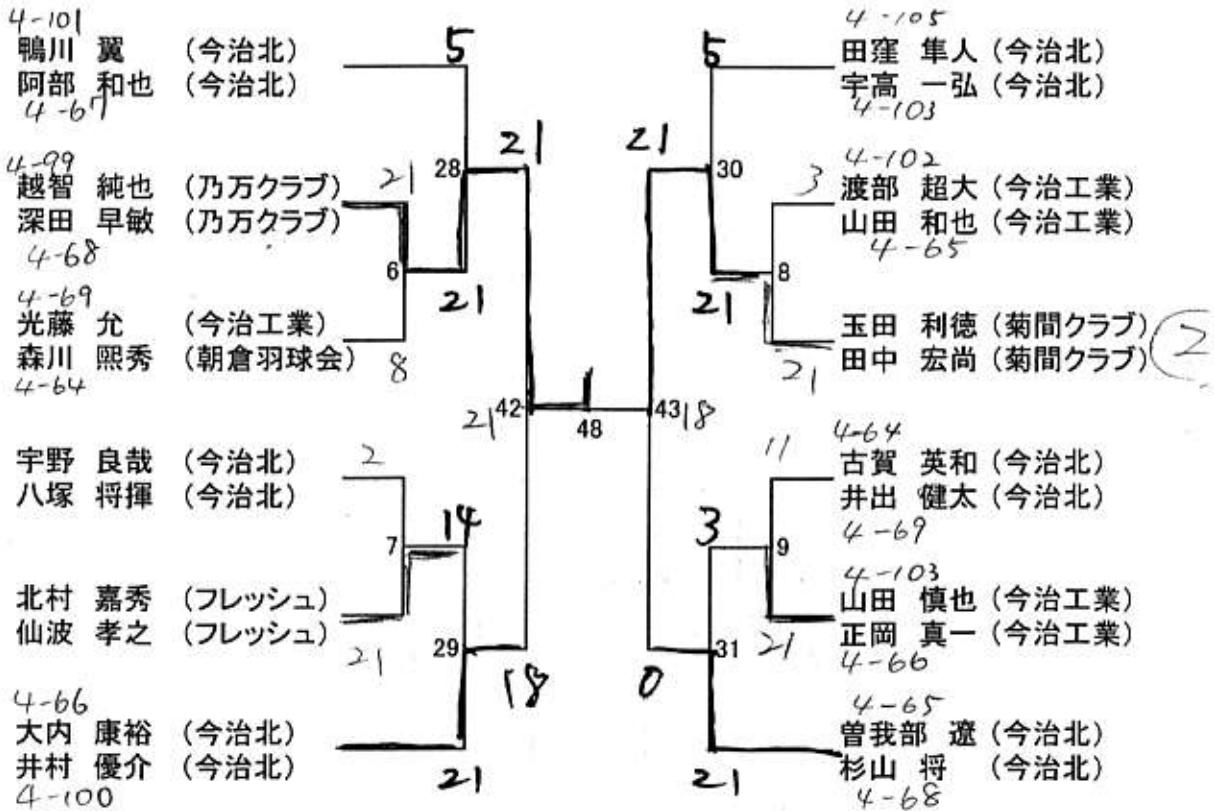 4-101
鴨川 翼 (今治北)
阿部 和也 (今治北)
4-67
5
4-99
越智 純也 (乃万クラブ)
深田 早敏 (乃万クラブ)
4-68
21
28
21
6
21
4-69
光藤 允 (今治工業)
森川 熙秀 (朝倉羽球会)
4-64
8
21 42
1
48
宇野 良哉 (今治北)
八塚 将揮 (今治北)
2
7
14
北村 嘉秀 (フレッシュ)
仙波 孝之 (フレッシュ)
21
29
18
4-66
大内 康裕 (今治北)
井村 優介 (今治北)
4-100
21
4-105
田窪 隼人 (今治北)
宇高 一弘 (今治北)
4-103
5
21
30
4-102
渡部 超大 (今治工業)
山田 和也 (今治工業)
4-65
3
8
21
玉田 利徳 (菊間クラブ)
田中 宏尚 (菊間クラブ)
2
21
43 18
4-64
古賀 英和 (今治北)
井出 健太 (今治北)
4-69
11
3
9
4-103
山田 慎也 (今治工業)
正岡 真一 (今治工業)
4-66
21
31
0
4-65
曽我部 遼 (今治北)
杉山 将 (今治北)
4-68
21